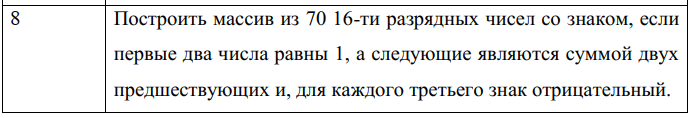 8
Построить массив из 70 16-ти разрядных чисел со знаком, если
первые два числа равны 1, а следующие являются суммой двух
предшествующих и, для каждого третьего знак отрицательный.